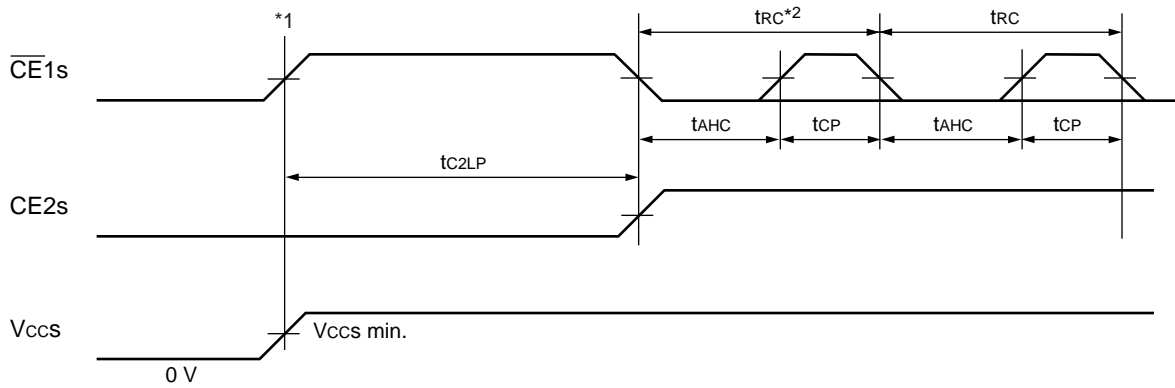 *1
tRC*2
tRC
CE1s
tAHC
tCP
tAHC
tCP
tC2LP
CE2s
VCCS
VCCS min.
0 V